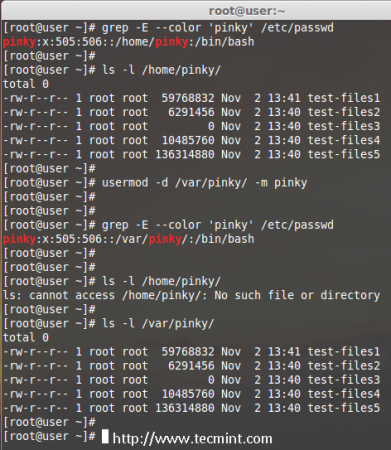 root@user:~
[root@user ~]# grep -E --color 'pinky' /etc/passwd
pinky:x:505:506::/home/pinky:/bin/bash
[root@user ~]#
[root@user ~]# ls -l /home/pinky/
total 0
-rw-r--r-- 1 root root  59768832 Nov  2 13:41 test-files1
-rw-r--r-- 1 root root   6291456 Nov  2 13:40 test-files2
-rw-r--r-- 1 root root         0 Nov  2 13:40 test-files3
-rw-r--r-- 1 root root  10485760 Nov  2 13:40 test-files4
-rw-r--r-- 1 root root 136314880 Nov  2 13:40 test-files5
[root@user ~]#
[root@user ~]# usermod -d /var/pinky/ -m pinky
[root@user ~]#
[root@user ~]#
[root@user ~]# grep -E --color 'pinky' /etc/passwd
pinky:x:505:506::/var/pinky/:/bin/bash
[root@user ~]#
[root@user ~]#
[root@user ~]# ls -l /home/pinky/
ls: cannot access /home/pinky/: No such file or directory
[root@user ~]#
[root@user ~]# ls -l /var/pinky/
total 0
-rw-r--r-- 1 root root  59768832 Nov  2 13:41 test-files1
-rw-r--r-- 1 root root   6291456 Nov  2 13:40 test-files2
-rw-r--r-- 1 root root         0 Nov  2 13:40 test-files3
-rw-r--r-- 1 root root  10485760 Nov  2 13:40 test-files4
-rw-r--r-- 1 root root 136314880 Nov  2 13:40 test-files5
[root@user ~]#
[root@user ~]# http://www.tecmint.com